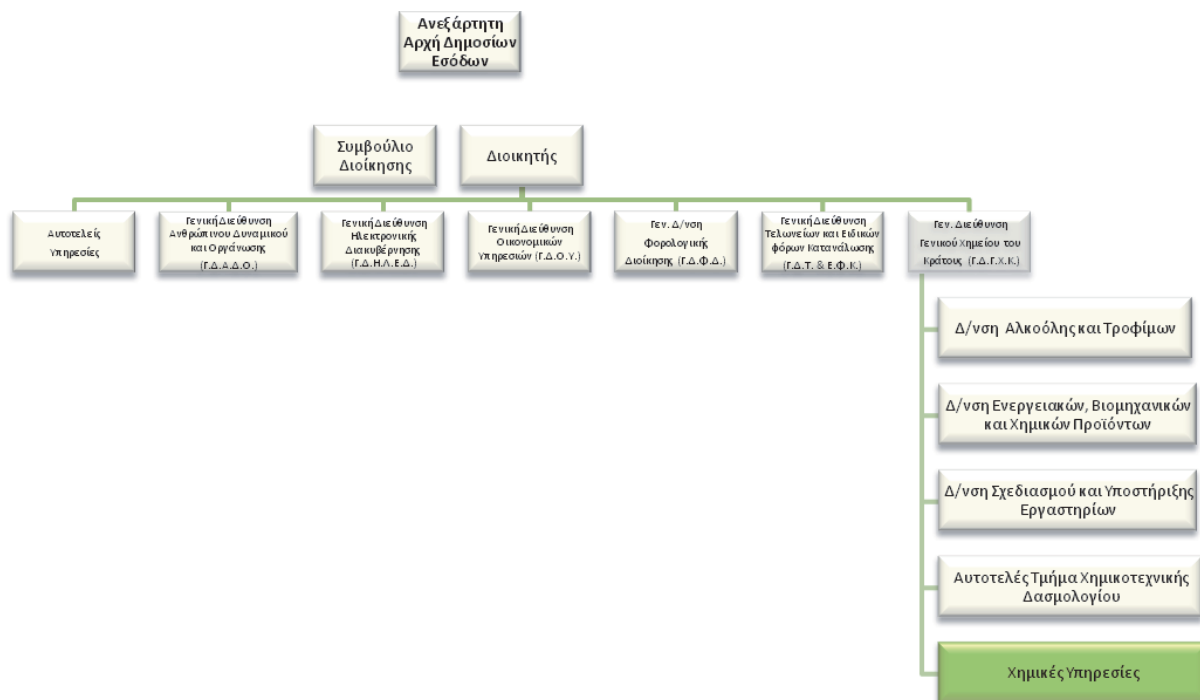 Ανεξάρτητη
Αρχή Δημοσίων
Εσόδων
Συμβούλιο
Διοίκησης
Διοικητής
Αυτοτελείς
Υπηρεσίες
Γενική Διεύθυνση
Ανθρώπινου Δυναμικού
και Οργάνωσης
(Γ.Δ.Α.Δ.Ο.)
Γενική Διεύθυνση
Ηλεκτρονικής
Διακυβέρνησης
(Γ.Δ.Η.Λ.Ε.Δ.)
Γενική Διεύθυνση
Οικονομικών
Υπηρεσιών (Γ.Δ.Ο.Υ.)
Γεν. Δ/νση
Φορολογικής
Διοίκησης (Γ.Δ.Φ.Δ.)
Γενική Διεύθυνση
Τελωνείων και Ειδικών
φόρων Κατανάλωσης
(Γ.Δ.Τ. & Ε.Φ.Κ.)
Γεν. Διεύθυνση
Γενικού Χημείου του
Κράτους (Γ.Δ.Γ.Χ.Κ.)
Δ/νση Αλκοόλης και Τροφίμων
Δ/νση Ενεργειακών, Βιομηχανικών
και Χημικών Προϊόντων
Δ/νση Σχεδιασμού και Υποστήριξης
Εργαστηρίων
Αυτοτελές Τμήμα Χημικοτεχνικής
Δασμολογίου
Χημικές Υπηρεσίες